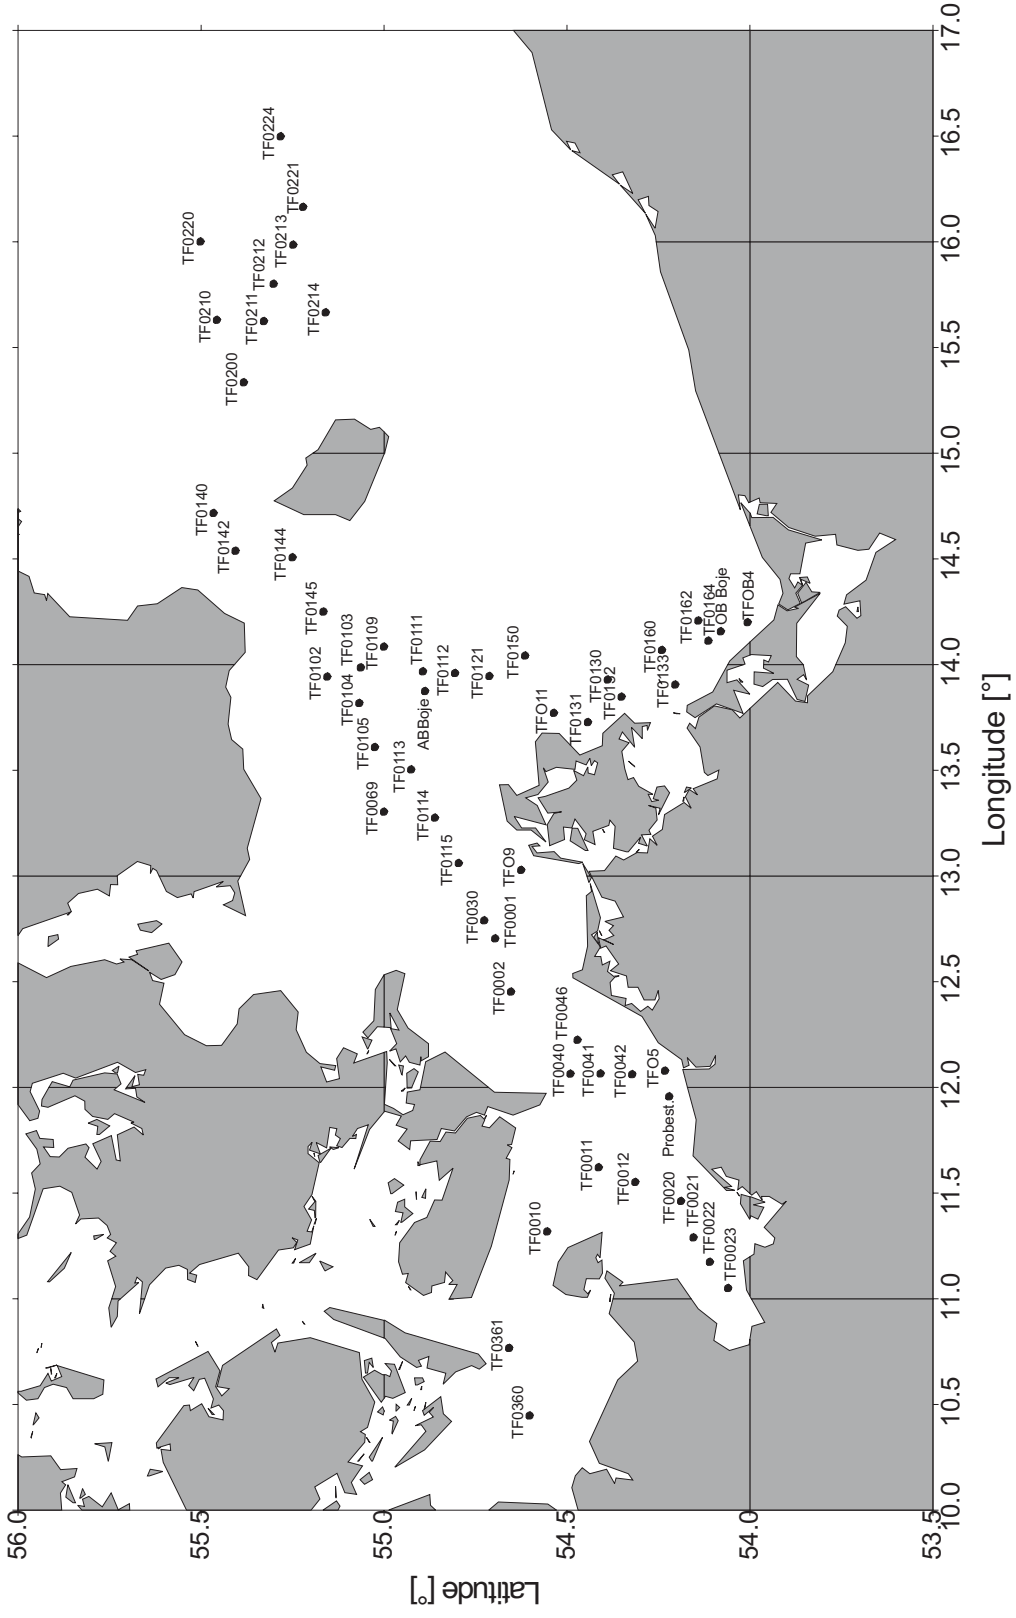 56.0
55.5
55.0
54.5
54.0
53.5
Latitude [°]
10.0
10.5
11.0
11.5
12.0
12.5
13.0
13.5
14.0
14.5
15.0
15.5
16.0
16.5
17.0
Longitude [°]
TF0220
TF0210
TF0224
TF0212
TF0221
TF0213
TF0211
TF0214
TF0200
TF0140
TF0142
TF0144
TF0145
TF0102
TF0103
TF0109
TF0104
TF0105
TF0111
TF0112
TF0113
ABBoje
TF0121
TF0150
TF0069
TF0114
TF0115
TFO11
TF0131
TF0130
TF0132
TF0160
TF0133
TF0162
TF0164
OB Boje
TFOB4
TFO9
TF0030
TF0001
TF0002
TF0046
TF0040
TF0041
TF0042
TFO5
Probest.
TF0011
TF0012
TF0010
TF0020
TF0021
TF0022
TF0023
TF0361
TF0360